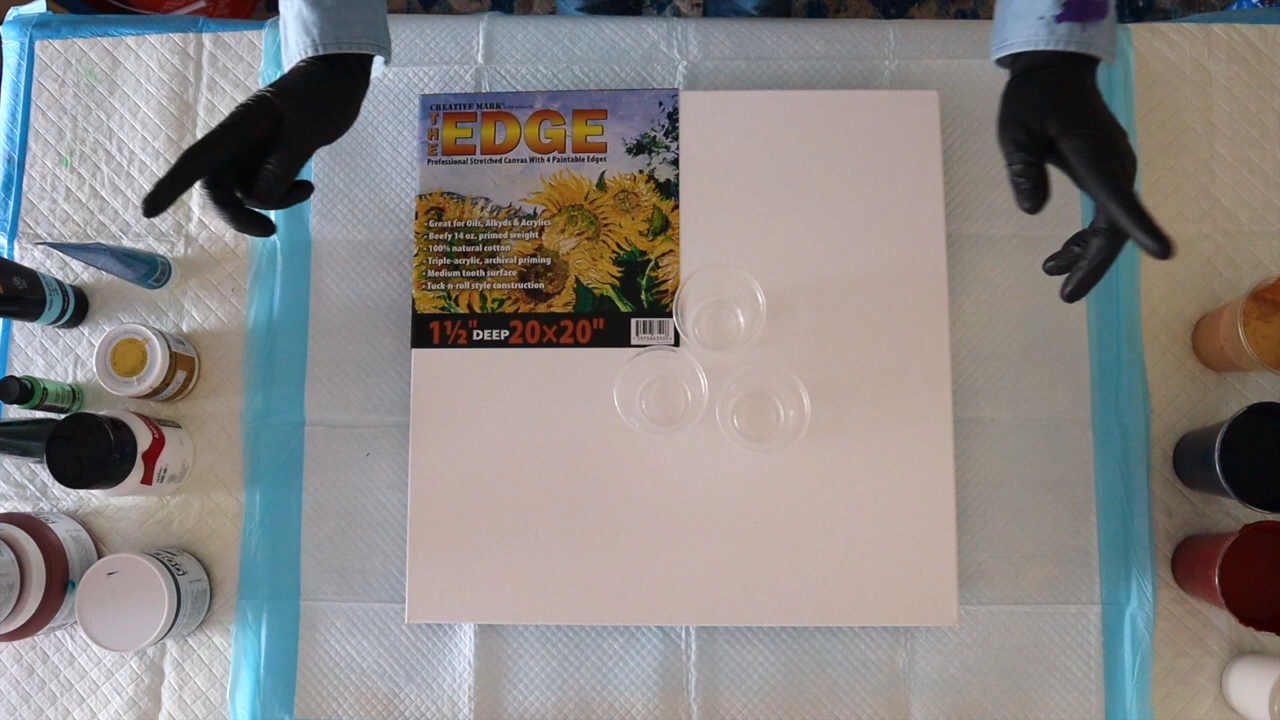 CREATIVE MARK
THE
EDGE
Professional Stretched Canvas With 4 Paintable Edges
· Great for Oils, Alkyds & Acrylics
· Beefy 14 oz. primed weight
· 100% natural cotton
· Triple-acrylic, archival priming
· Medium tooth surface
· Tuck-n-roll style construction
1½" DEEP 20×20"